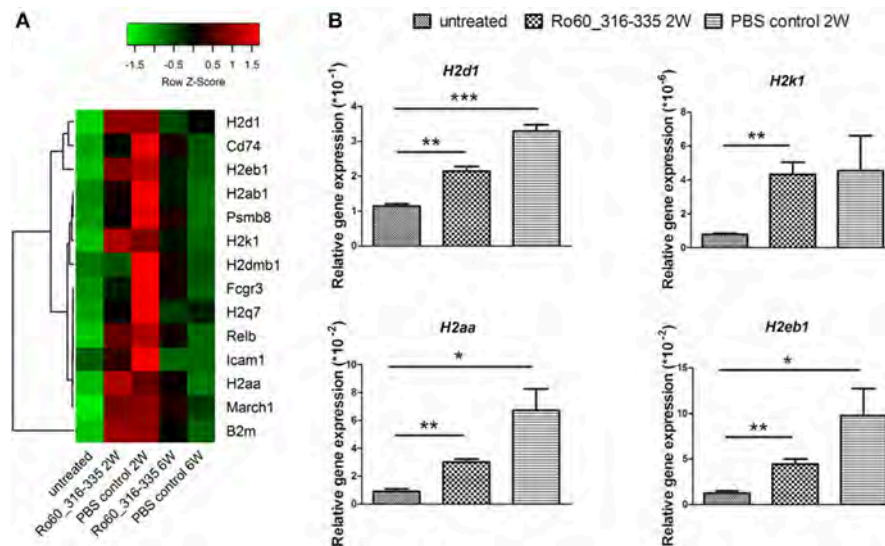 A
-1.5 -0.5 0 0.5 1 1.5
Row Z-Score
H2d1
Cd74
H2eb1
H2ab1
Psmb8
H2k1
H2dmb1
Fcgr3
H2q7
Relb
Icam1
H2aa
March1
B2m
untreated
Ro60_316-335 2W
PBS control 2W
Ro60_316-335 6W
PBS control 6W
B
untreated Ro60_316-335 2W PBS control 2W
H2d1
Relative gene expression (*10⁻¹)
4
3
2
1
0
**
***
H2k1
Relative gene expression (*10⁻⁶)
8
6
4
2
0
**
H2aa
Relative gene expression (*10⁻²)
10
8
6
4
2
0
*
**
H2eb1
Relative gene expression (*10⁻²)
15
10
5
0
*
**